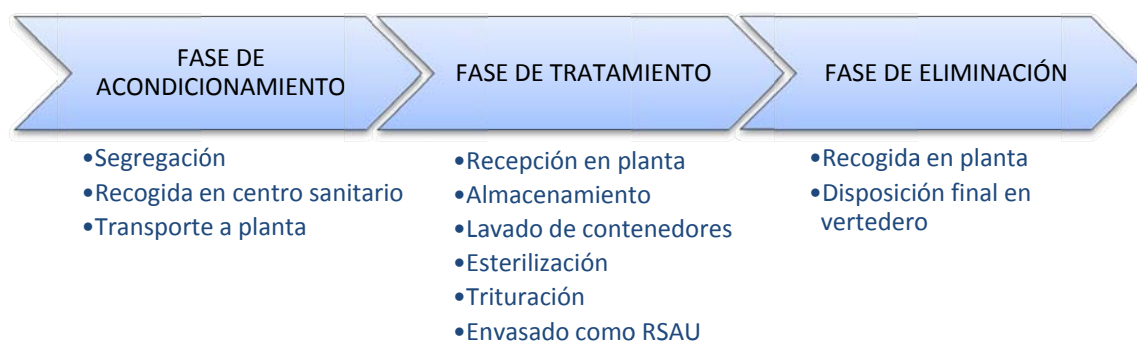 FASE DE
ACONDICIONAMIENTO
•Segregación
•Recogida en centro sanitario
•Transporte a planta
FASE DE TRATAMIENTO
•Recepción en planta
•Almacenamiento
•Lavado de contenedores
•Esterilización
•Trituración
•Envasado como RSAU
FASE DE ELIMINACIÓN
•Recogida en planta
•Disposición final en
vertedero